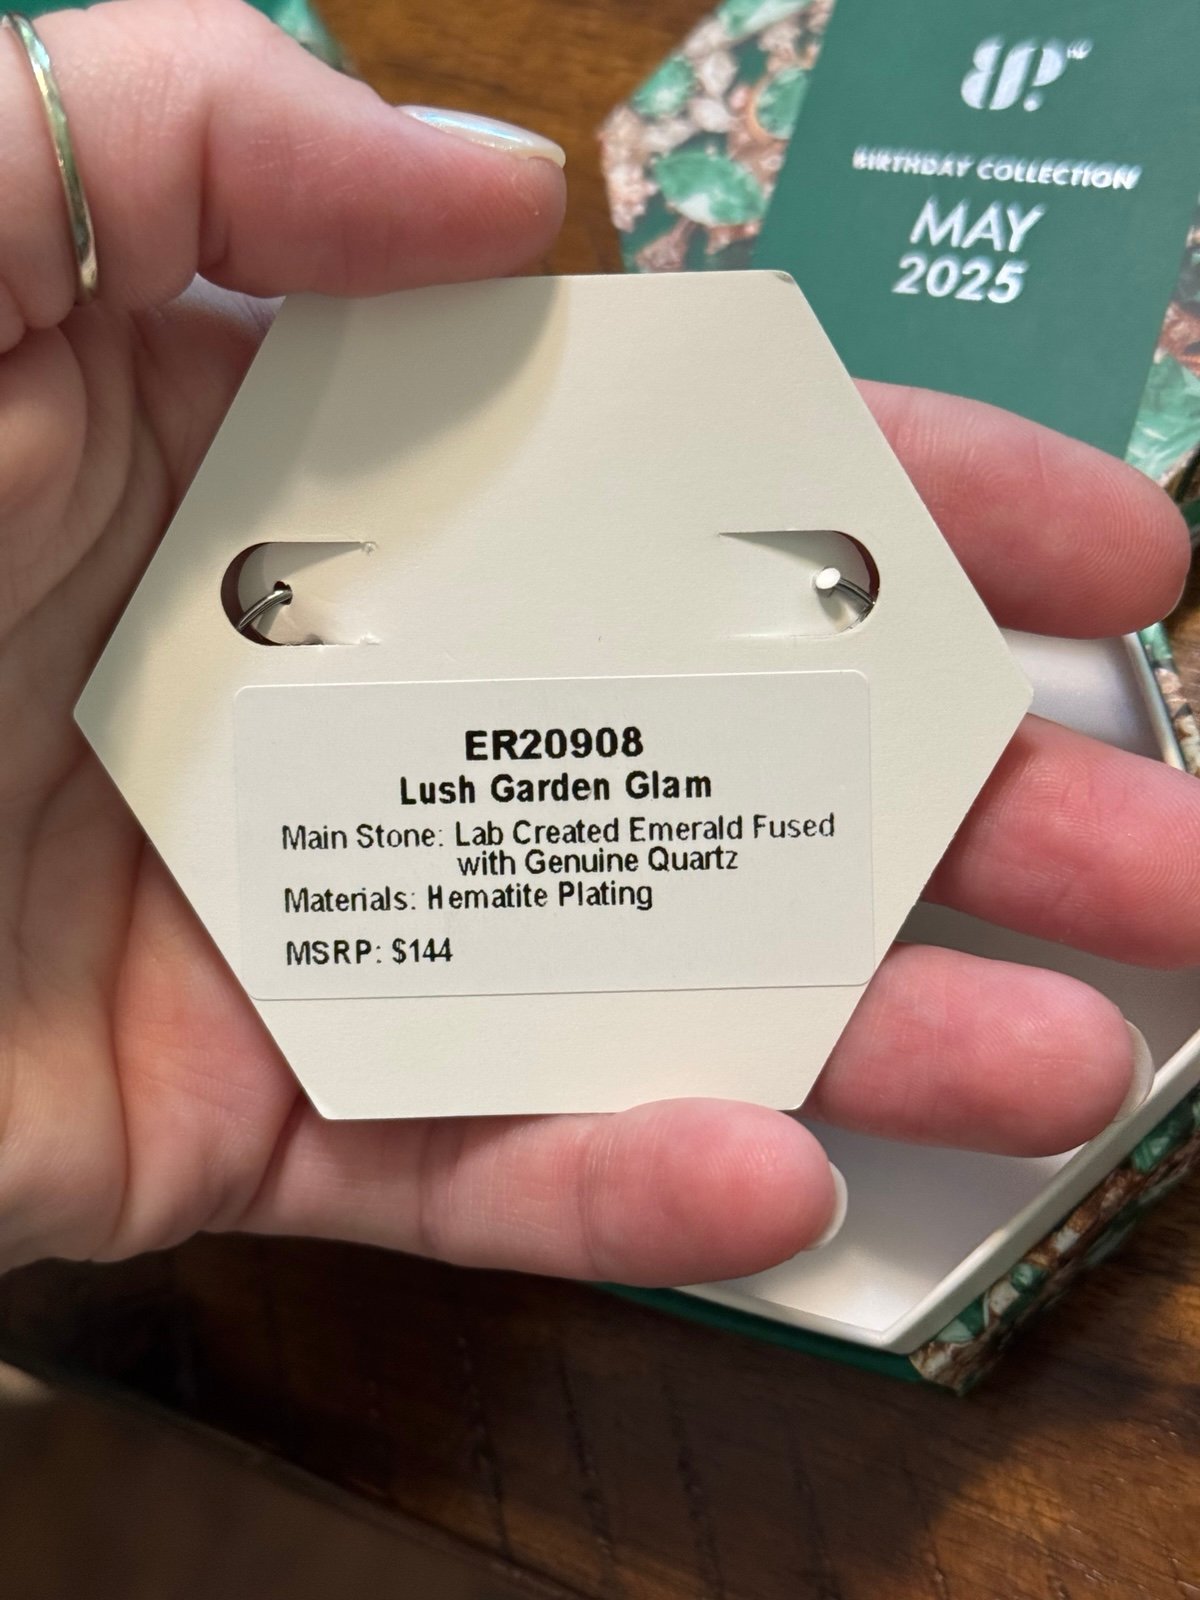 BIRTHDAY COLLECTION
MAY
2025
ER20908
Lush Garden Glam
Main Stone: Lab Created Emerald Fused
with Genuine Quartz
Materials: Hematite Plating
MSRP: $144